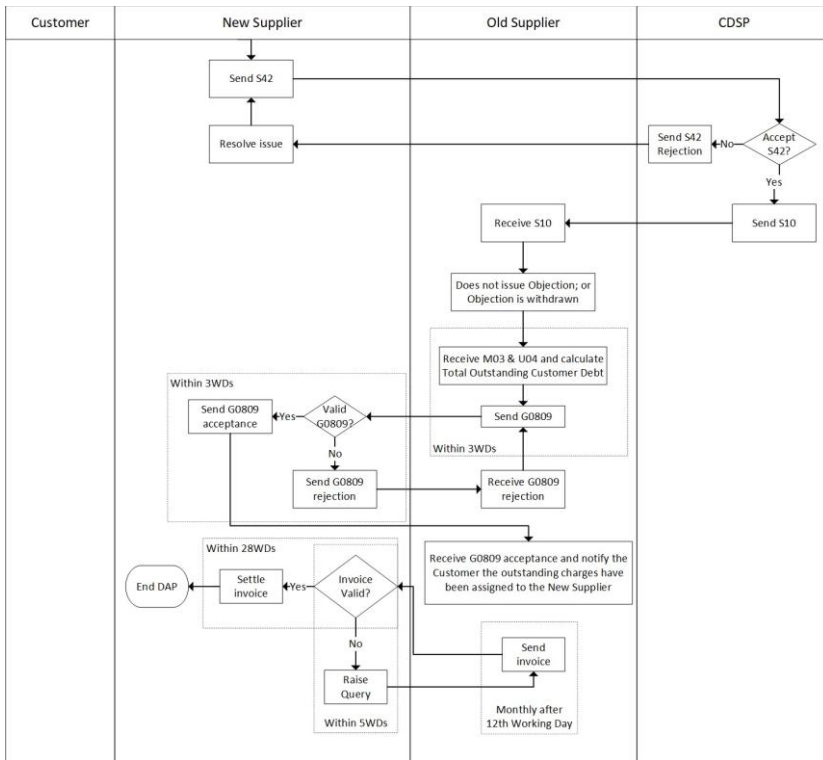 Customer
New Supplier
Old Supplier
CDSP
Send S42
Resolve issue
Send S42
Rejection
No
Accept
S42?
Yes
Receive S10
Send S10
Does not issue Objection; or
Objection is withdrawn
Receive M03 & U04 and calculate
Total Outstanding Customer Debt
Within 3WDs
Send G0809
acceptance
Yes
Valid
G0809?
Send G0809
Within 3WDs
No
Send G0809
rejection
Receive G0809
rejection
Within 28WDs
Receive G0809 acceptance and notify the
Customer the outstanding charges have
been assigned to the New Supplier
End DAP
Settle
invoice
Yes
Invoice
Valid?
No
Send
invoice
Raise
Query
Monthly after
12th Working Day
Within 5WDs